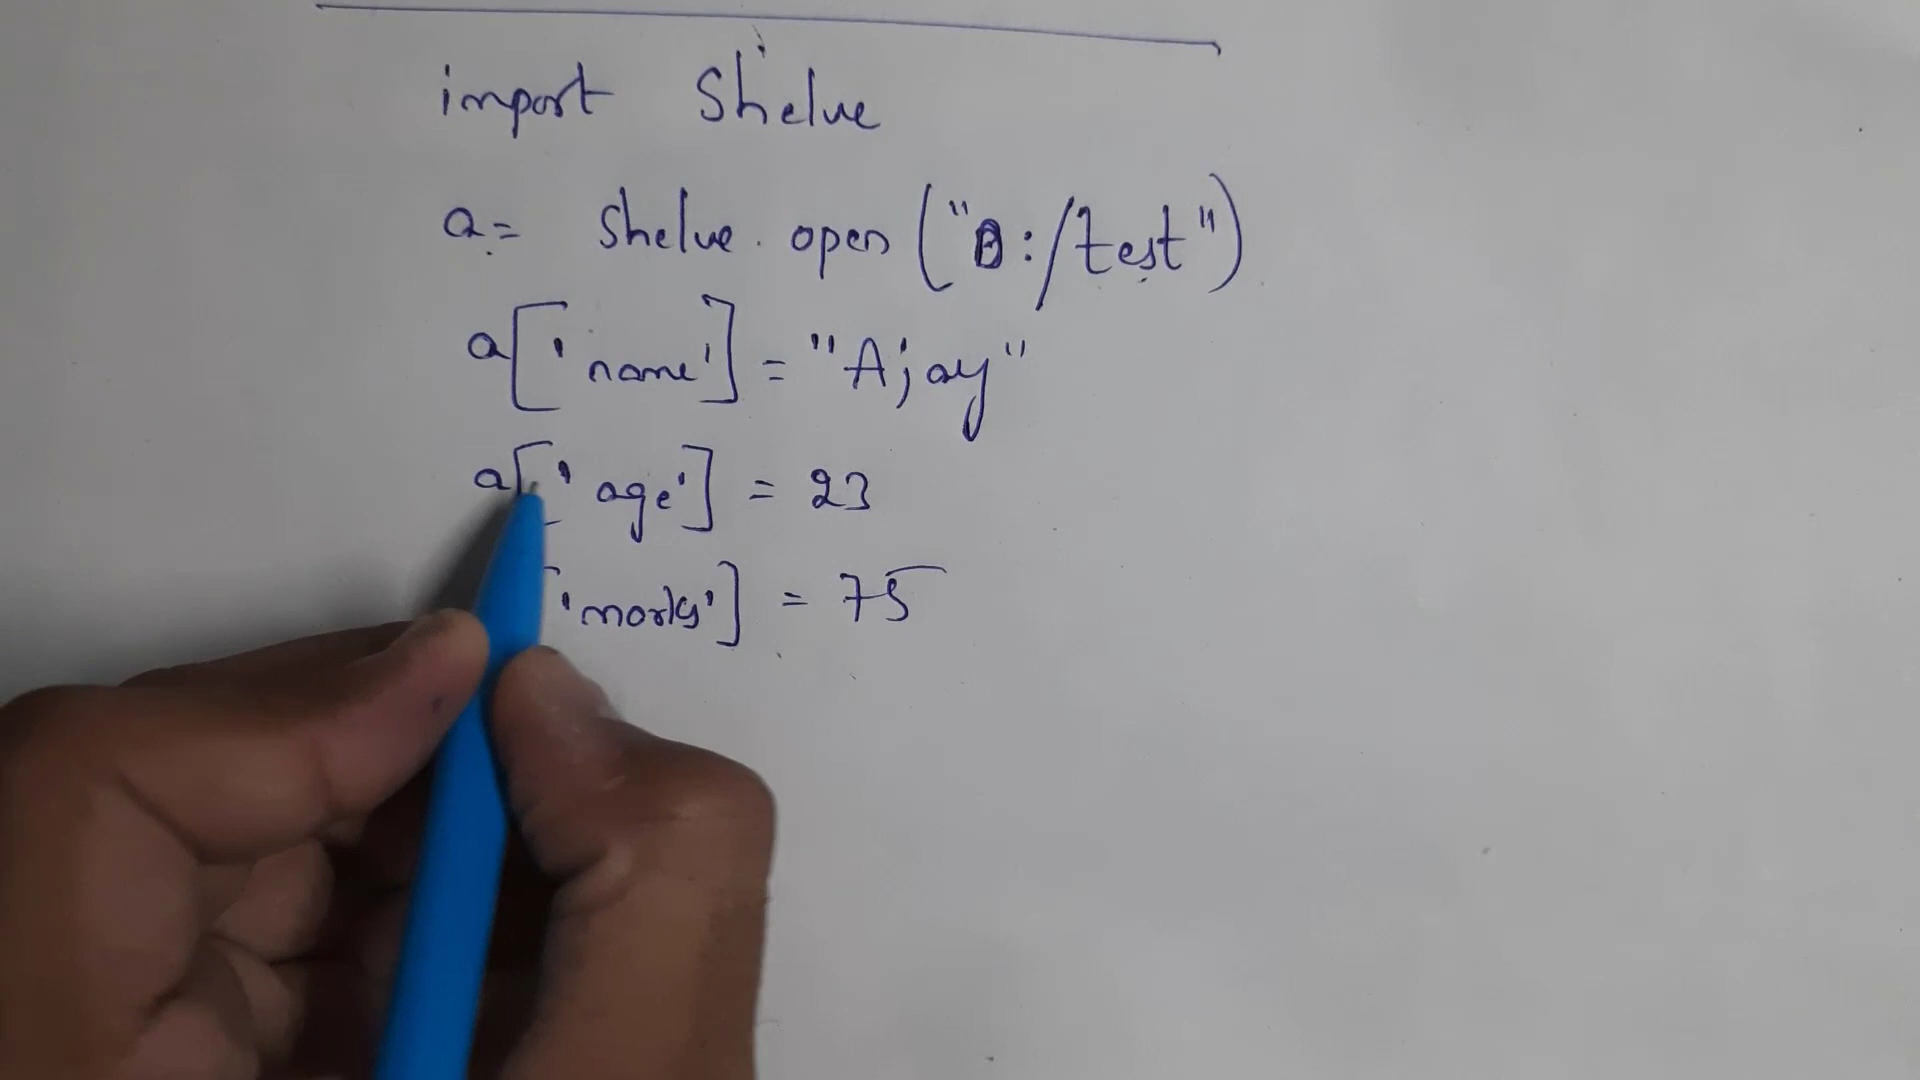 import Shelve
a= Shelve.open("D:/test")
a['name']="Ajay"
a['age'] = 23
['marks'] = 75